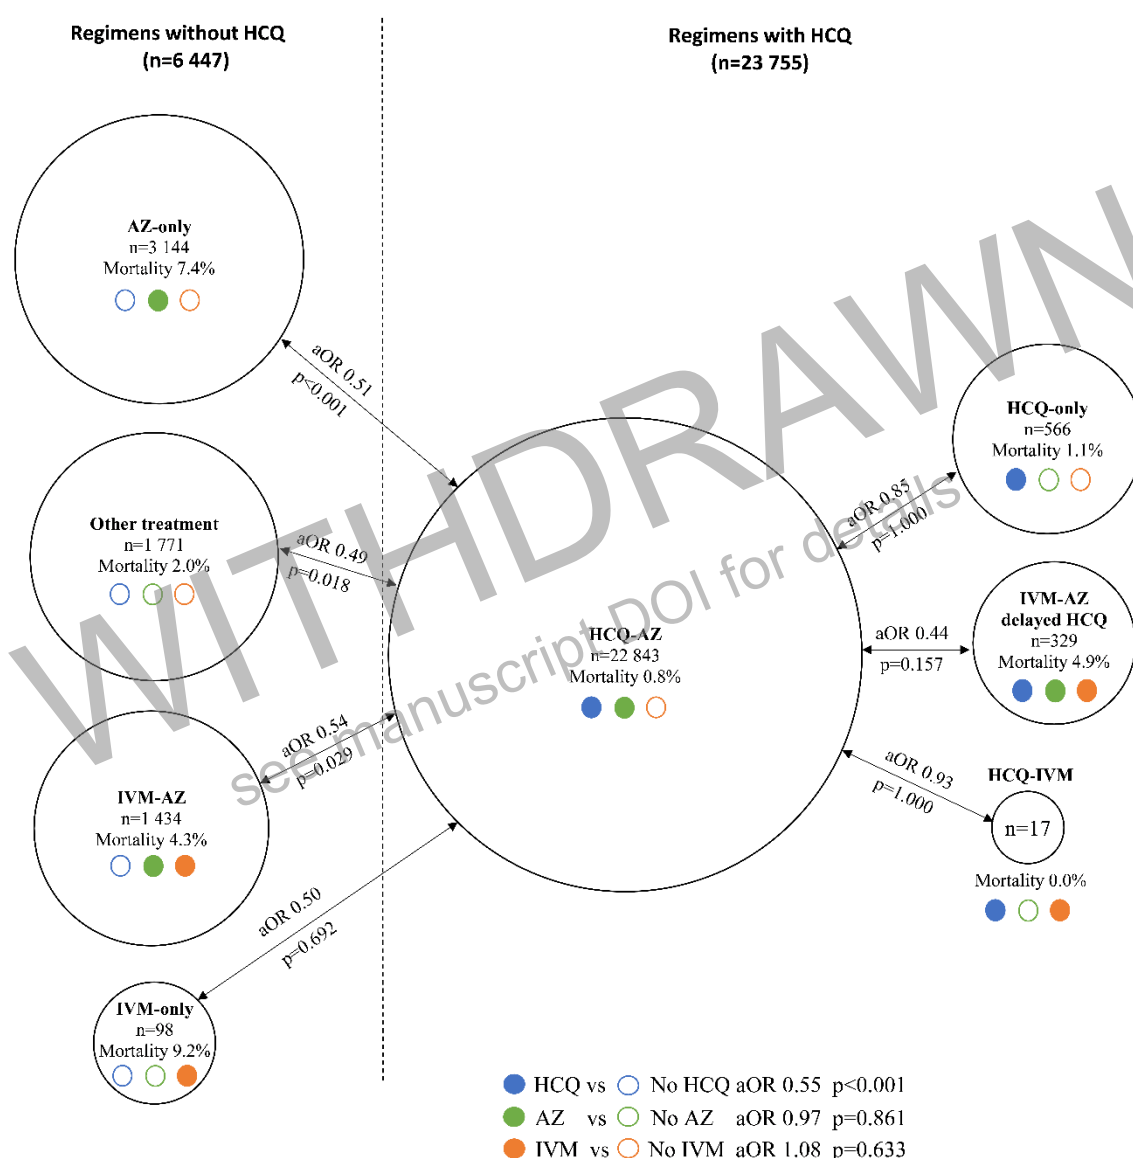 Regimens without HCQ
(n=6 447)
Regimens with HCQ
(n=23 755)
AZ-only
n=3 144
Mortality 7.4%
aOR 0.51
p<0.001
Other treatment
n=1 771
Mortality 2.0%
aOR 0.49
p=0.018
IVM-AZ
n=1 434
Mortality 4.3%
aOR 0.54
p=0.029
IVM-only
n=98
Mortality 9.2%
aOR 0.50
p=0.692
HCQ-AZ
n=22 843
Mortality 0.8%
HCQ-only
n=566
Mortality 1.1%
aOR 0.85
p=1.000
IVM-AZ
delayed HCQ
n=329
Mortality 4.9%
aOR 0.44
p=0.157
HCQ-IVM
n=17
Mortality 0.0%
aOR 0.93
p=1.000
HCQ vs No HCQ aOR 0.55 p<0.001
AZ vs No AZ aOR 0.97 p=0.861
IVM vs No IVM aOR 1.08 p=0.633
WITHDRAWN
see manuscript DOI for details